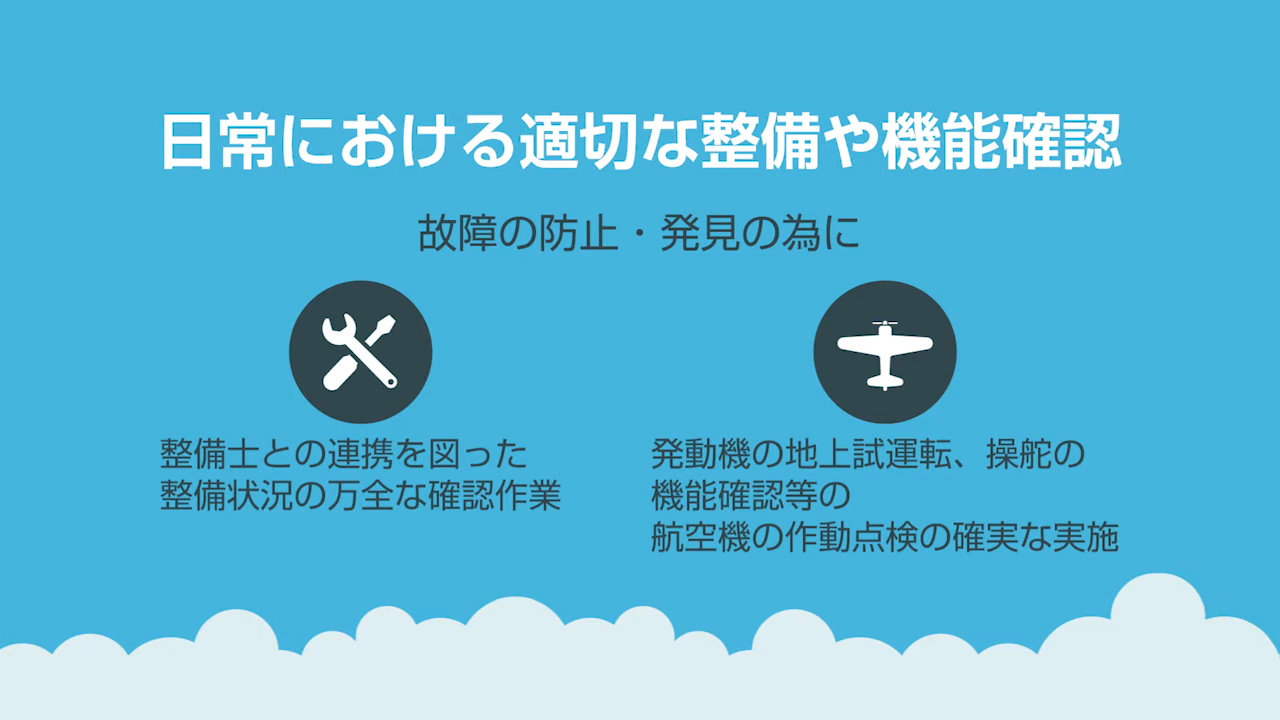 日常における適切な整備や機能確認
故障の防止・発見の為に
整備士との連携を図った
整備状況の万全な確認作業
発動機の地上試運転、操舵の
機能確認等の
航空機の作動点検の確実な実施